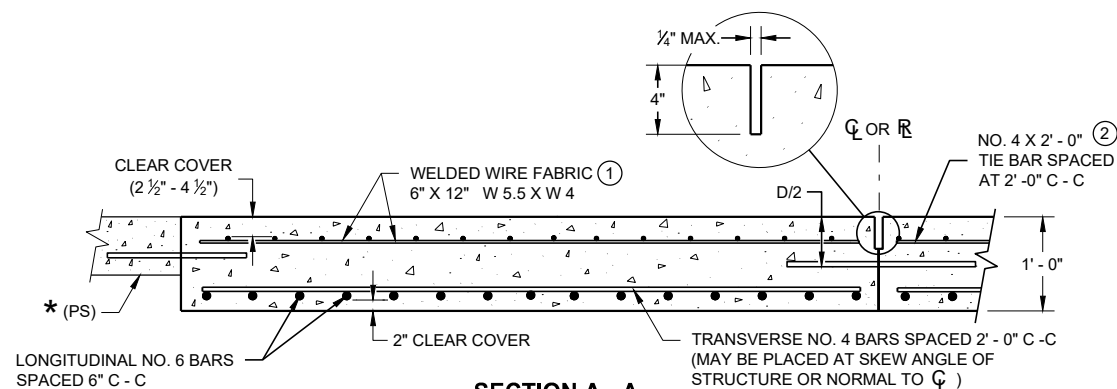 ¼" MAX.
4"
℄ OR ℞
NO. 4 X 2' - 0" ②
TIE BAR SPACED
AT 2' -0" C - C
CLEAR COVER
(2 ½" - 4 ½")
WELDED WIRE FABRIC ①
6" X 12" W 5.5 X W 4
D/2
1' - 0"
* (PS)
2" CLEAR COVER
LONGITUDINAL NO. 6 BARS
SPACED 6" C - C
TRANSVERSE NO. 4 BARS SPACED 2' - 0" C -C
(MAY BE PLACED AT SKEW ANGLE OF
STRUCTURE OR NORMAL TO ℄ )
SECTION A - A